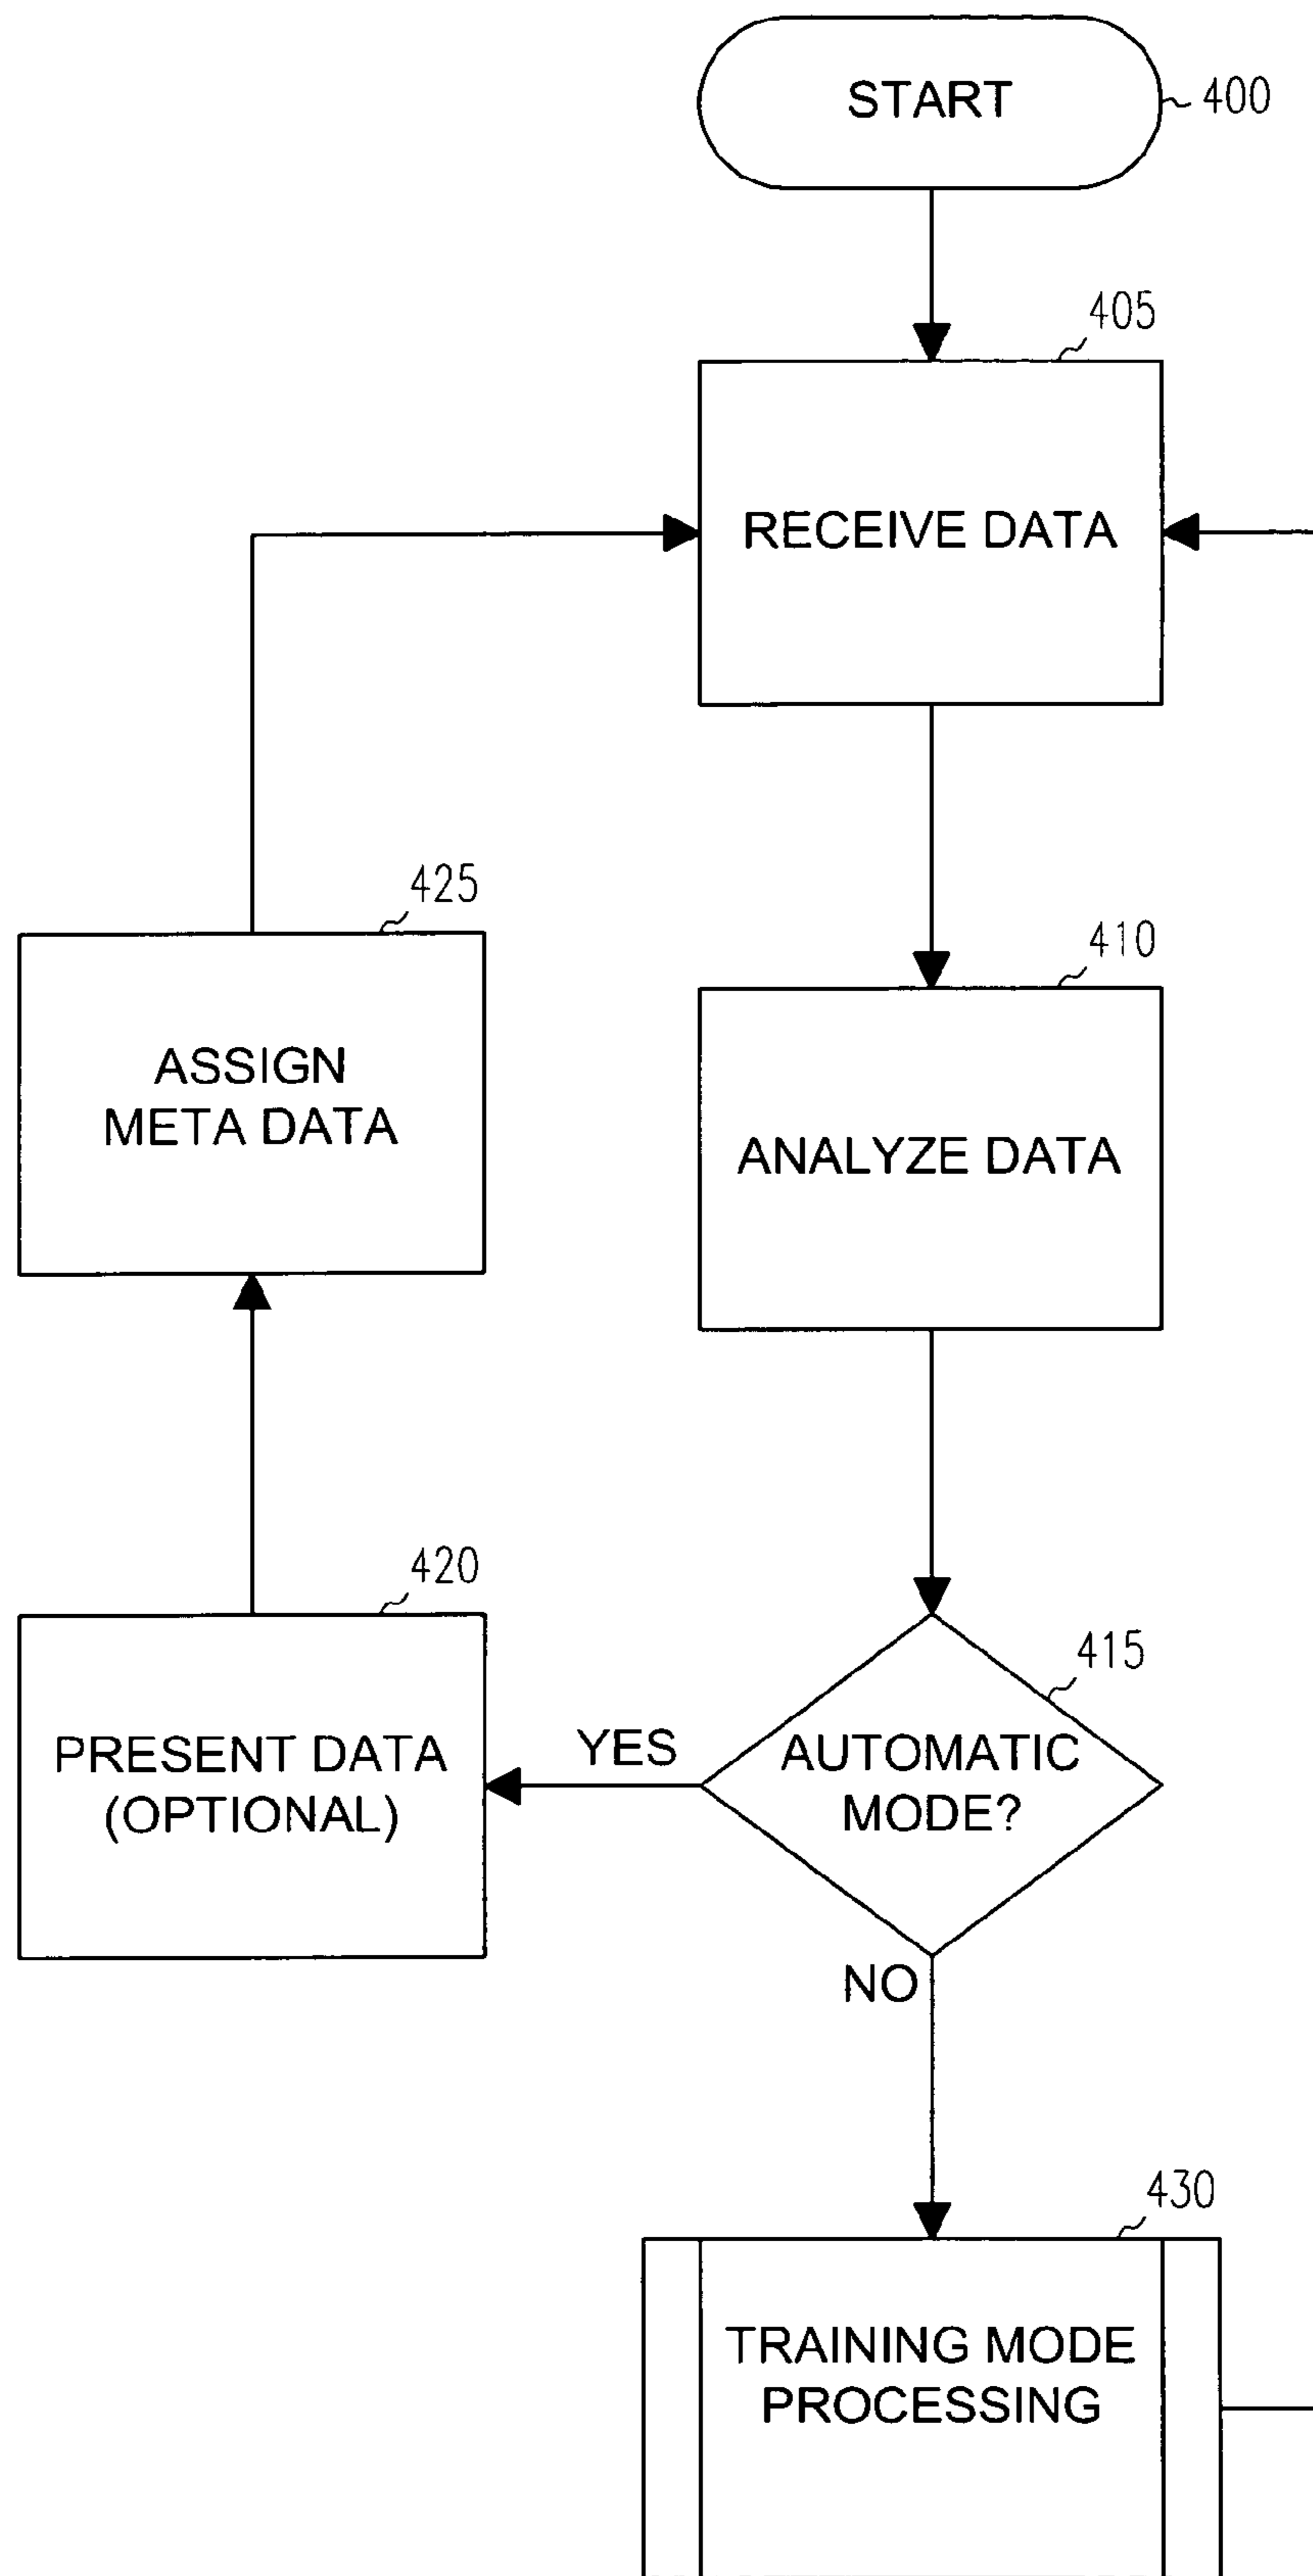 START
400
405
RECEIVE DATA
425
410
ASSIGN
META DATA
ANALYZE DATA
420
415
PRESENT DATA
(OPTIONAL)
YES
AUTOMATIC
MODE?
NO
430
TRAINING MODE
PROCESSING